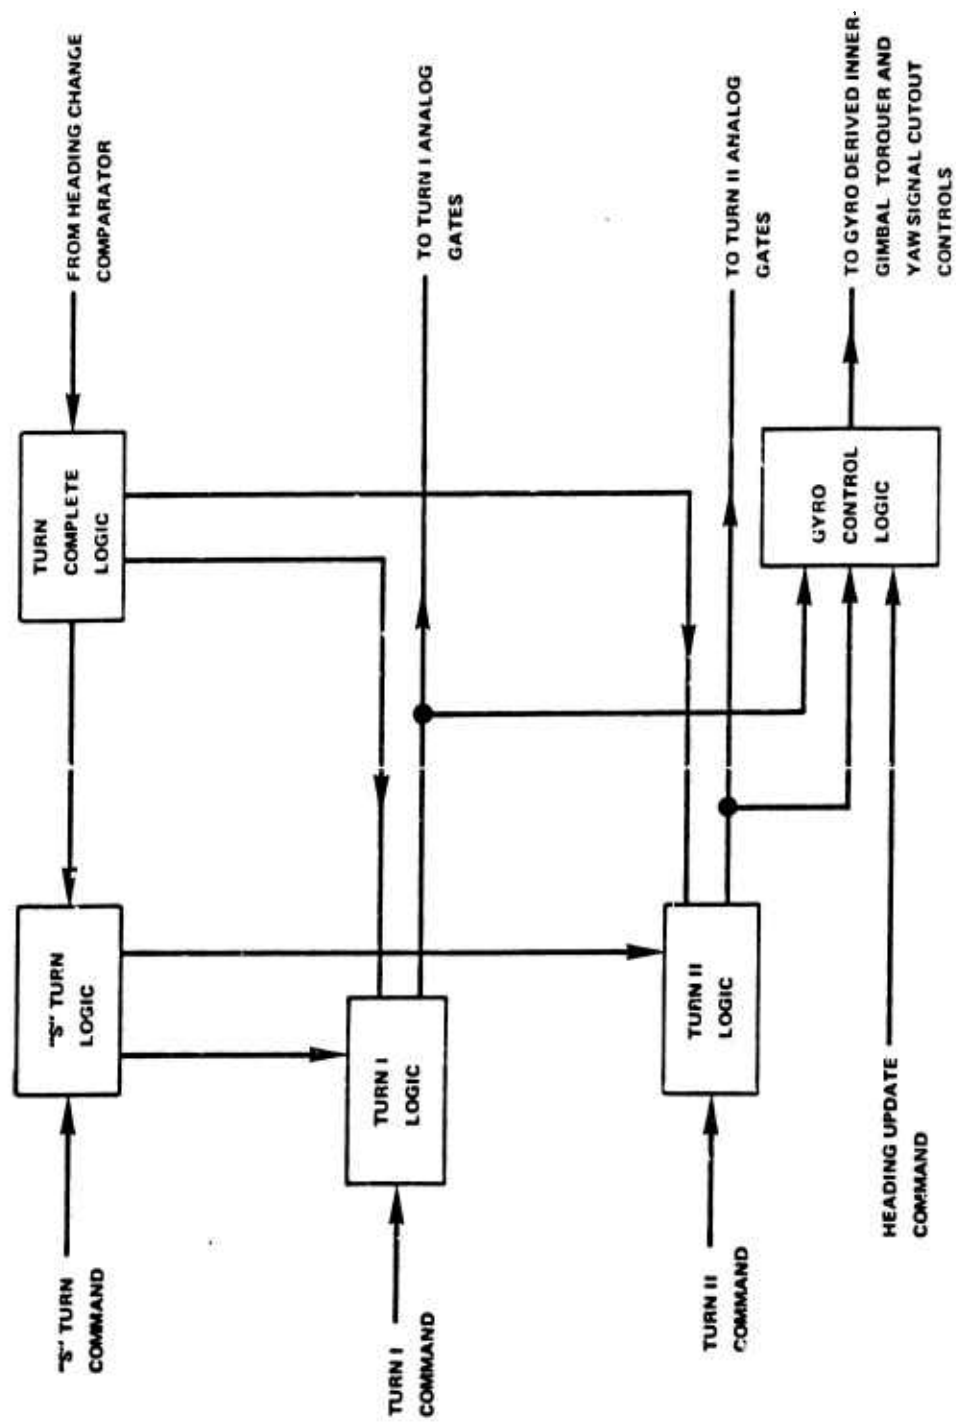 "S" TURN
COMMAND
"S" TURN
LOGIC
TURN
COMPLETE
LOGIC
FROM HEADING CHANGE
COMPARATOR
TURN I
COMMAND
TURN I
LOGIC
TO TURN I ANALOG
GATES
TURN II
COMMAND
TURN II
LOGIC
TO TURN II ANALOG
GATES
HEADING UPDATE
COMMAND
GYRO
CONTROL
LOGIC
TO GYRO DERIVED INNER-
GIMBAL TORQUER AND
YAW SIGNAL CUTOUT
CONTROLS